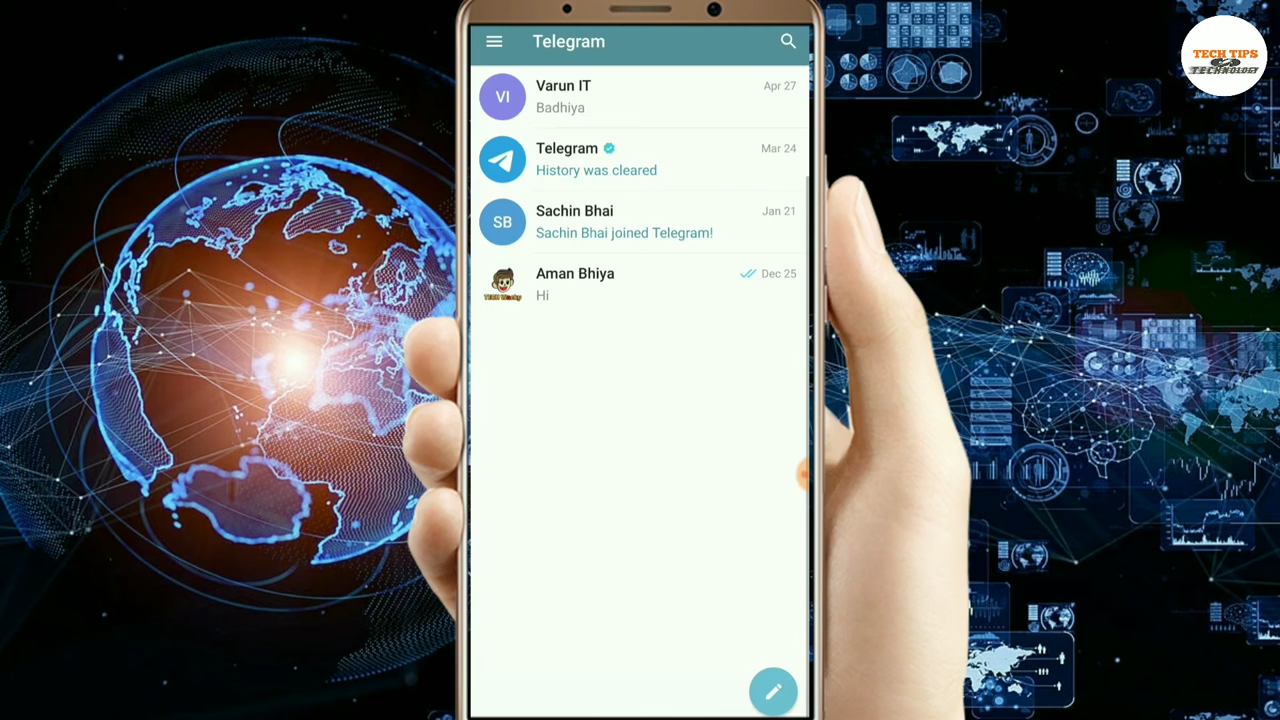 Telegram
VI
Varun IT
Apr 27
Badhiya
Telegram
Mar 24
History was cleared
SB
Sachin Bhai
Jan 21
Sachin Bhai joined Telegram!
Aman Bhiya
Dec 25
Hi
TECH TIPS
TECHNOLOGY